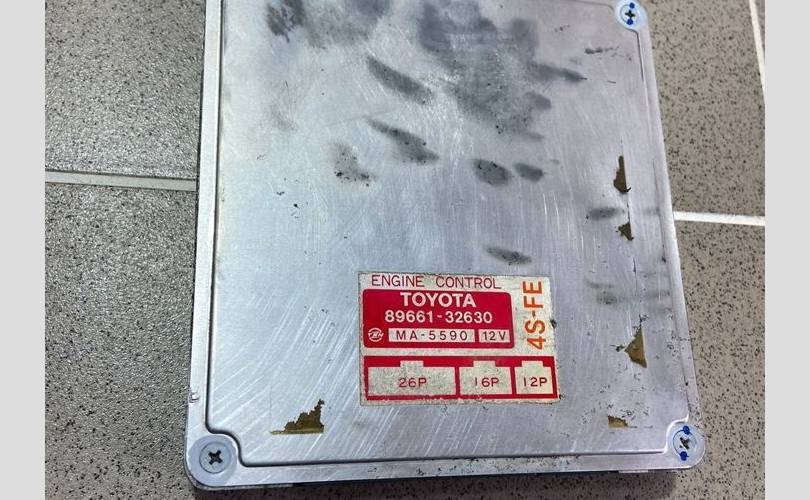 ENGINE CONTROL
TOYOTA
89661-32630
MA-5590 12V
4S-FE
26P 16P 12P